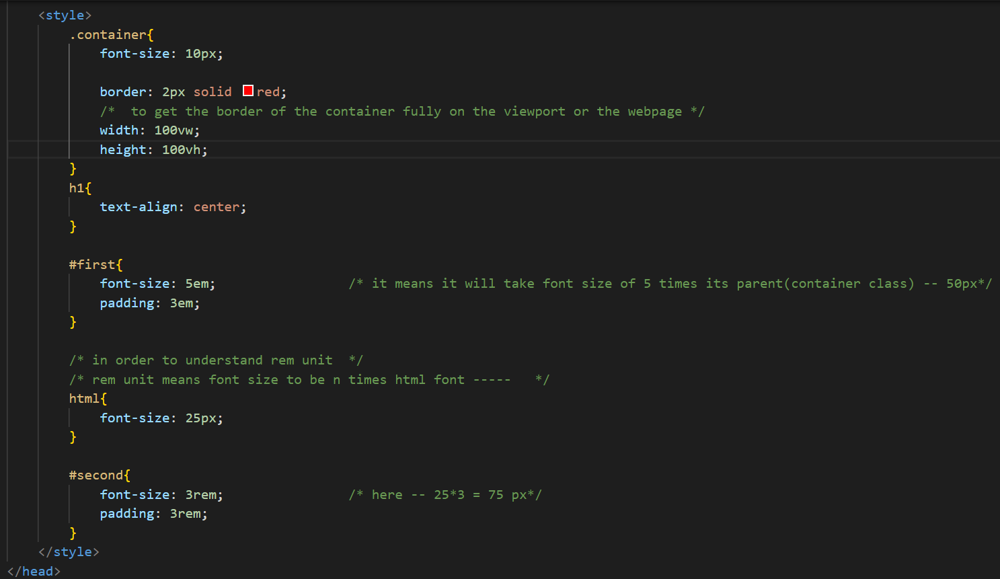 <style>
.container{
font-size: 10px;
border: 2px solid red;
/*  to get the border of the container fully on the viewport or the webpage */
width: 100vw;
height: 100vh;
}
h1{
text-align: center;
}
#first{
font-size: 5em;                 /* it means it will take font size of 5 times its parent(container class) -- 50px*/
padding: 3em;
}
/* in order to understand rem unit  */
/* rem unit means font size to be n times html font -----   */
html{
font-size: 25px;
}
#second{
font-size: 3rem;                /* here -- 25*3 = 75 px*/
padding: 3rem;
}
</style>
</head>